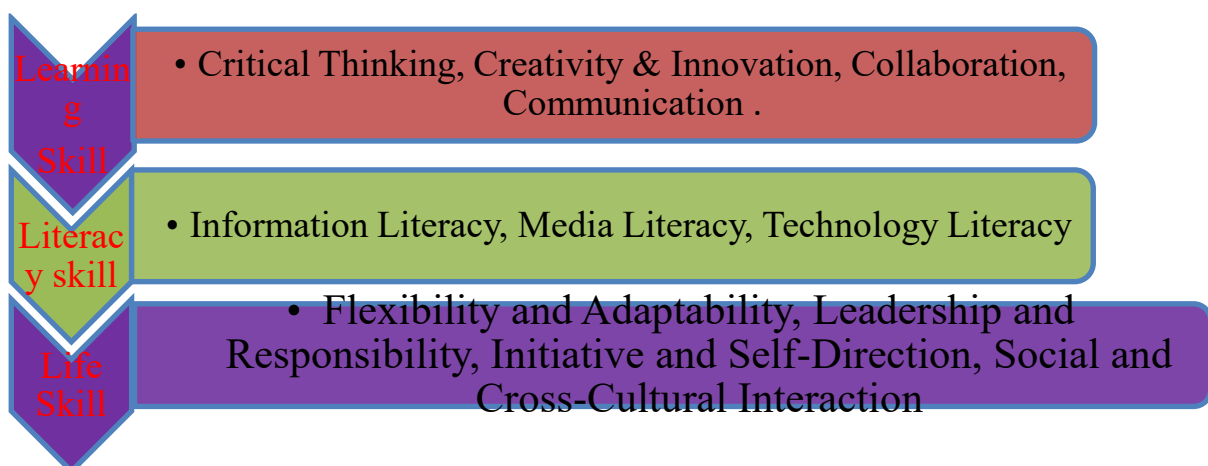 Learnin
g
Skill
• Critical Thinking, Creativity & Innovation, Collaboration,
Communication .
Literac
y skill
• Information Literacy, Media Literacy, Technology Literacy
Life
Skill
• Flexibility and Adaptability, Leadership and
Responsibility, Initiative and Self-Direction, Social and
Cross-Cultural Interaction